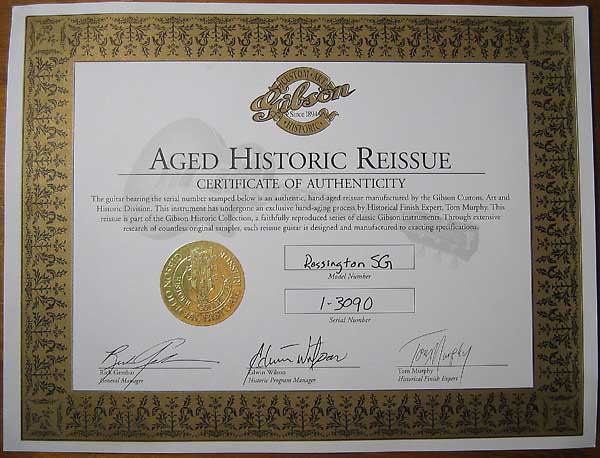 CUSTOM · ART
Gibson
Since 1894
HISTORIC
AGED HISTORIC REISSUE
CERTIFICATE OF AUTHENTICITY
The guitar bearing the serial number stamped below is an authentic, hand-aged reissue manufactured by the Gibson Custom, Art and
Historic Division. This instrument has undergone an exclusive hand-aging process by Historical Finish Expert, Tom Murphy. This
reissue is part of the Gibson Historic Collection, a faithfully reproduced series of classic Gibson instruments. Through extensive
research of countless original samples, each reissue guitar is designed and manufactured to exacting specifications.
Rossington SG
Model Number
1-3090
Serial Number
Tom Murphy
Rick Gembar
General Manager
Edwin Wilson
Edwin Wilson
Historic Program Manager
Tom Murphy
Historical Finish Expert